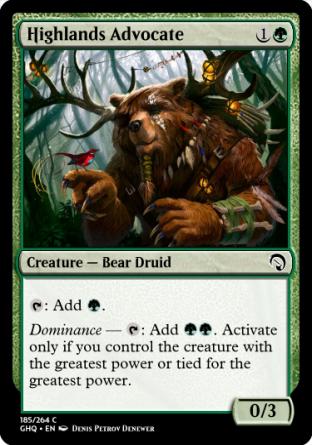 Highlands Advocate 1
Creature — Bear Druid
: Add .
Dominance — : Add . Activate
only if you control the creature with
the greatest power or tied for the
greatest power.
0/3
185/264 C
GHQ • EN DENIS PETROV DENEWER